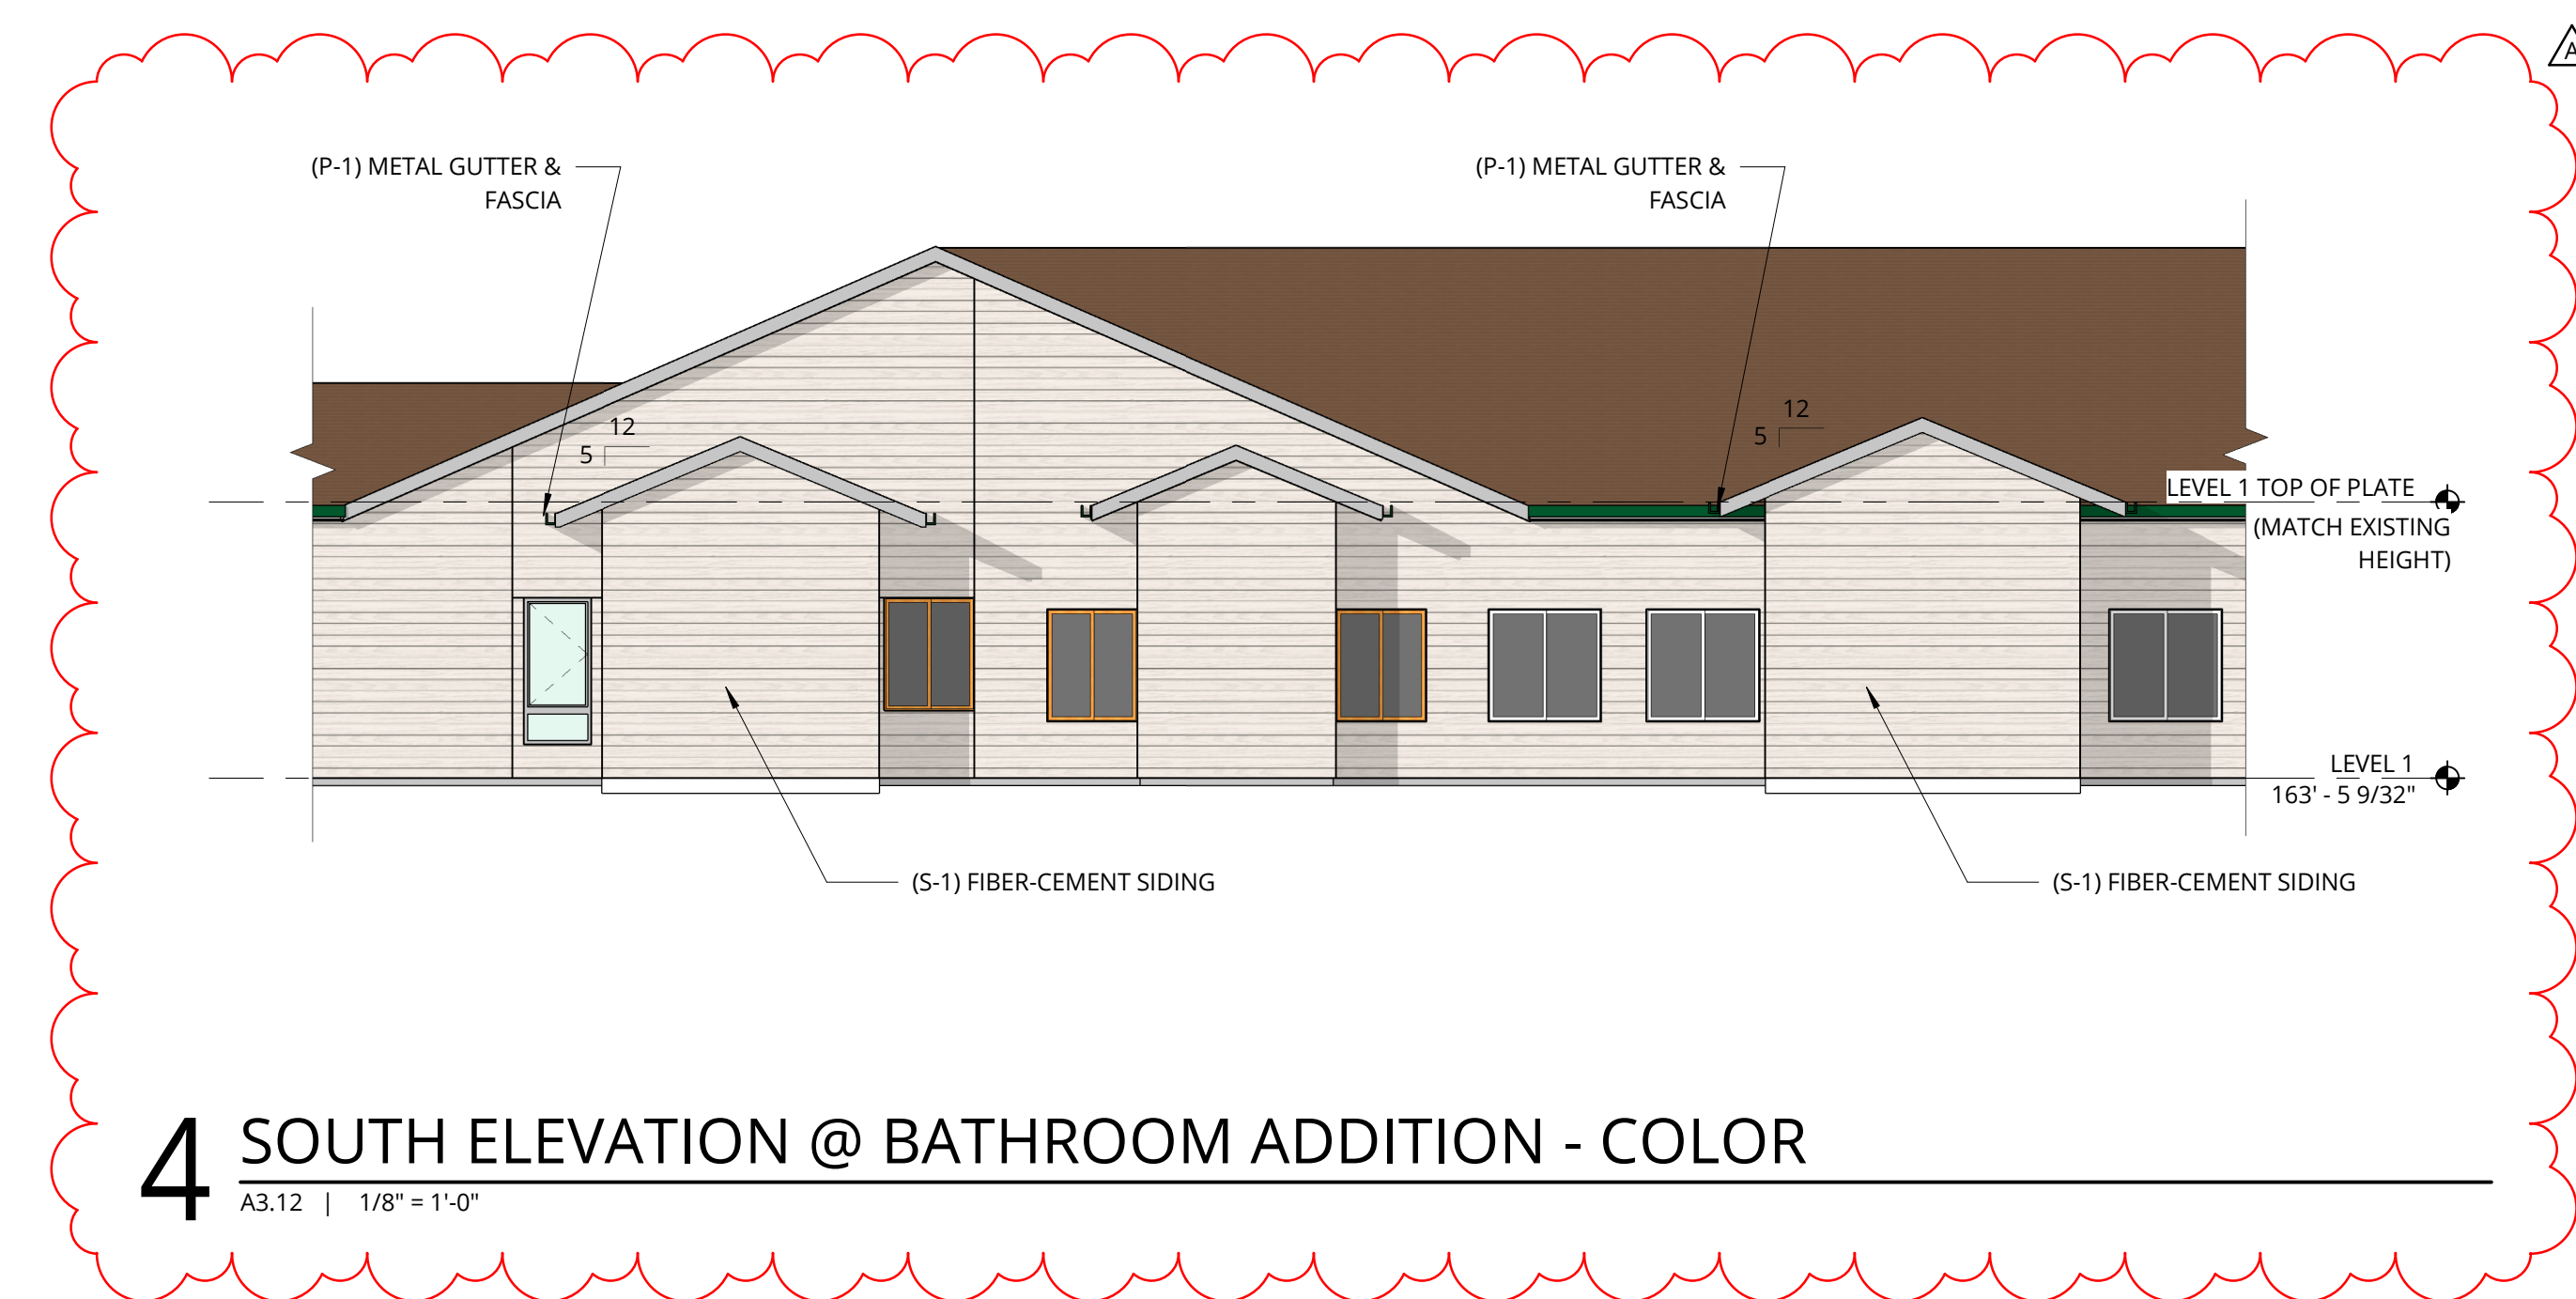 A
(P-1) METAL GUTTER &
FASCIA
(P-1) METAL GUTTER &
FASCIA
12
5
12
5
LEVEL 1 TOP OF PLATE
(MATCH EXISTING
HEIGHT)
LEVEL 1
163' - 5 9/32"
(S-1) FIBER-CEMENT SIDING
(S-1) FIBER-CEMENT SIDING
4
SOUTH ELEVATION @ BATHROOM ADDITION - COLOR
A3.12 | 1/8" = 1'-0"